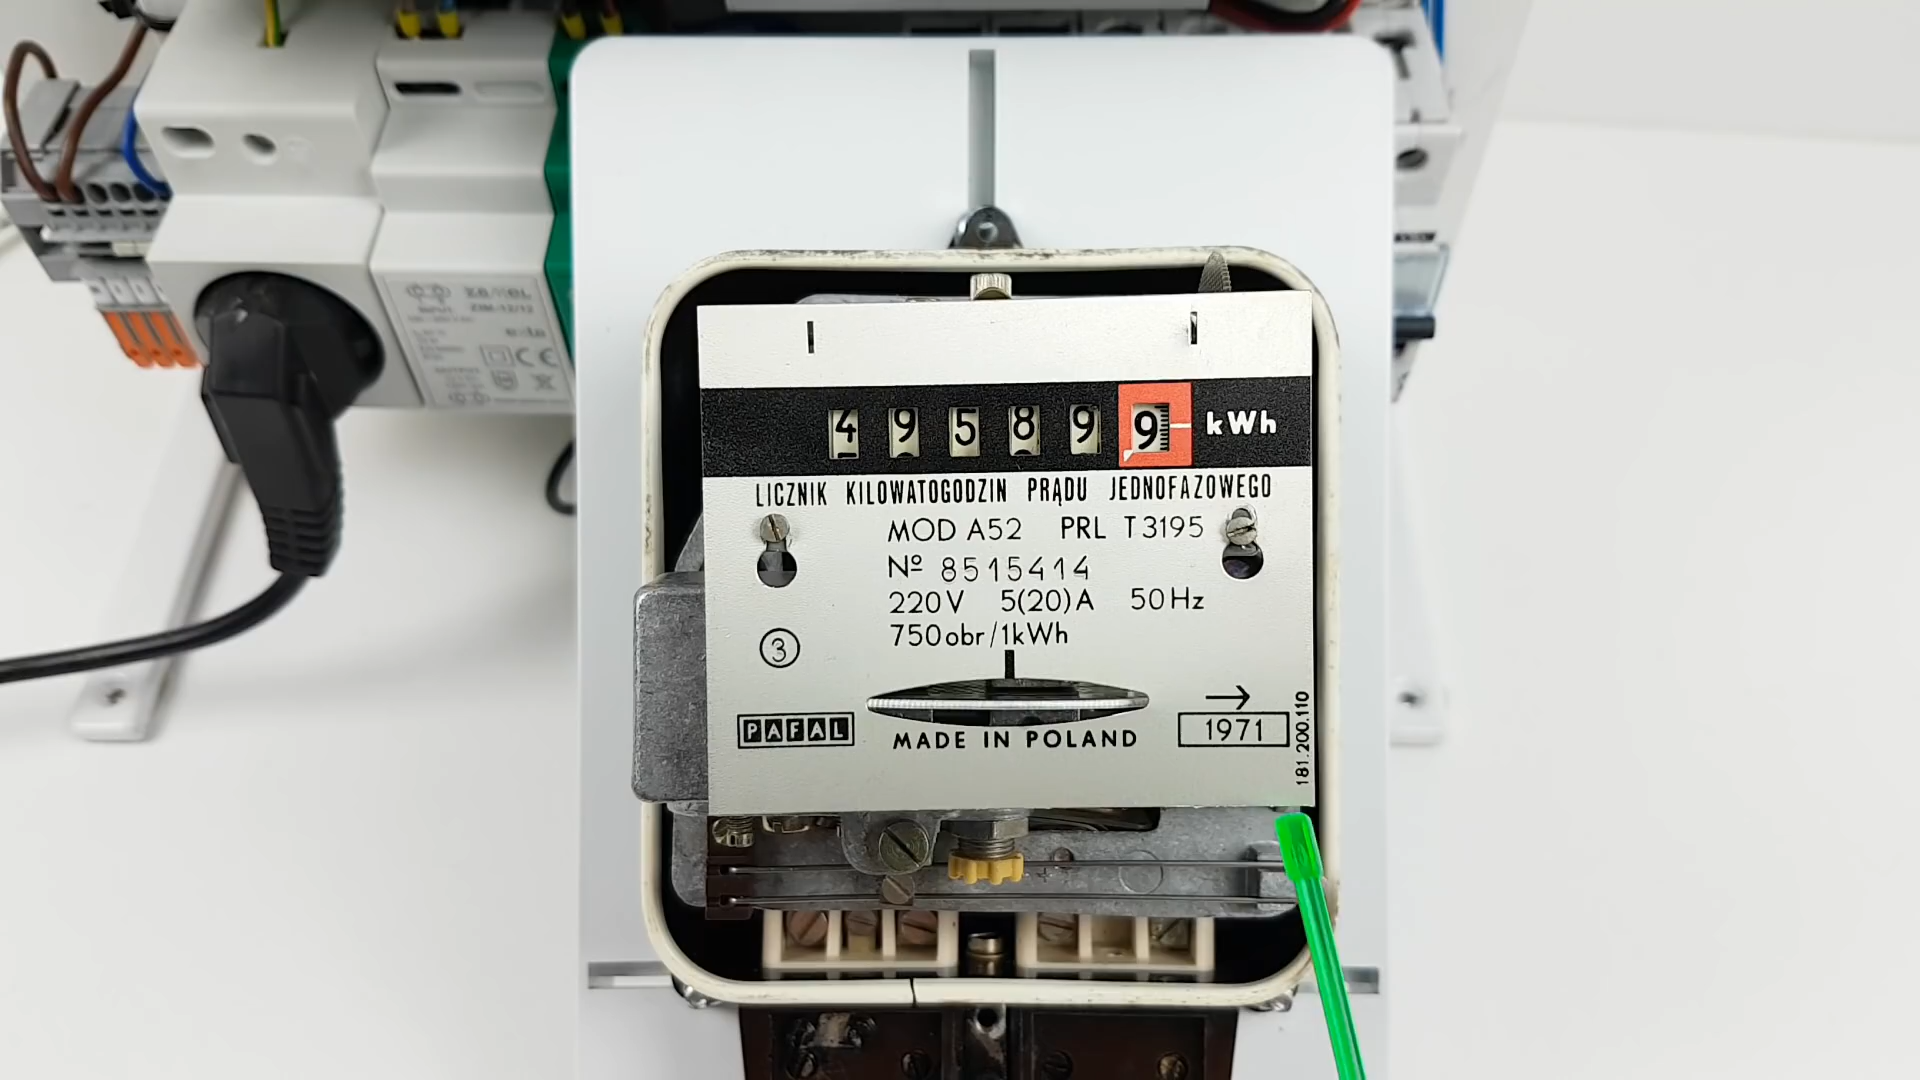 4 9 5 8 9 9 kWh
LICZNIK KILOWATOGODZIN PRĄDU JEDNOFAZOWEGO
MOD A52 PRL T3195
Nº 8515414
220V 5(20)A 50Hz
750obr/1kWh
3
→
PAFAL
MADE IN POLAND
1971
181.200.110
CE